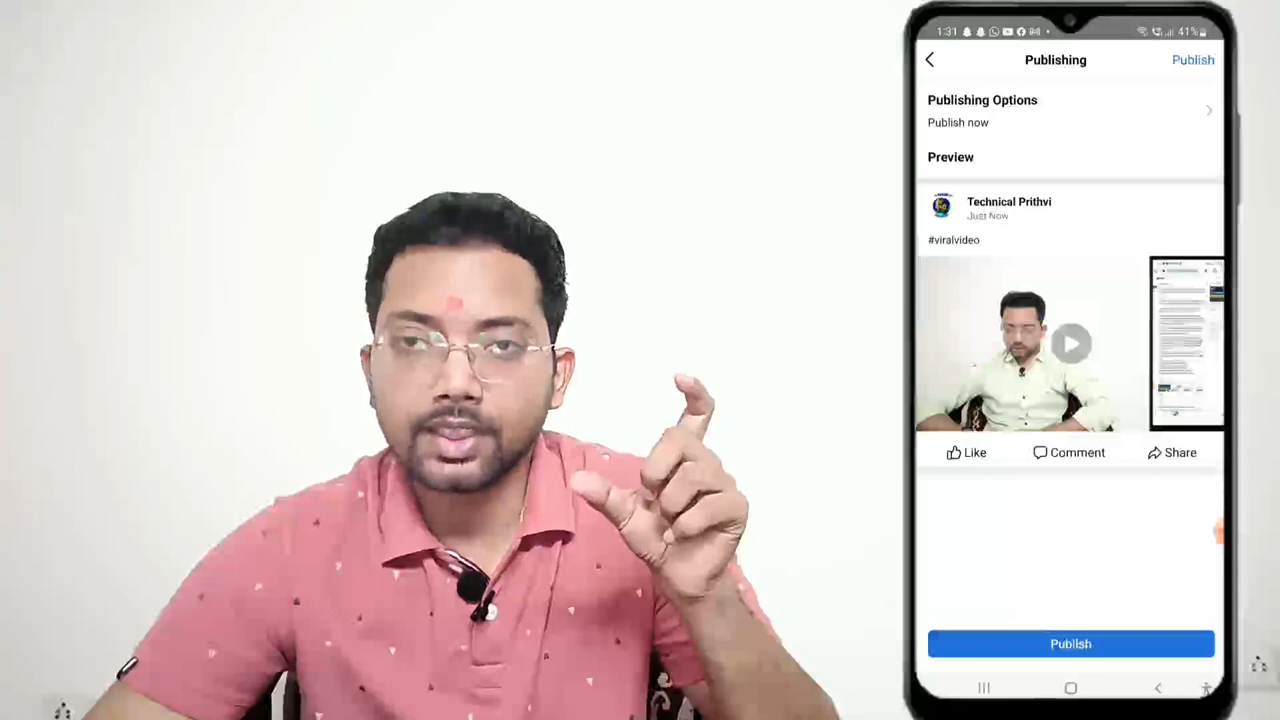 1:31
41%
Publishing
Publish
Publishing Options
Publish now
Preview
Technical Prithvi
Just Now
#viralvideo
Like
Comment
Share
Publish